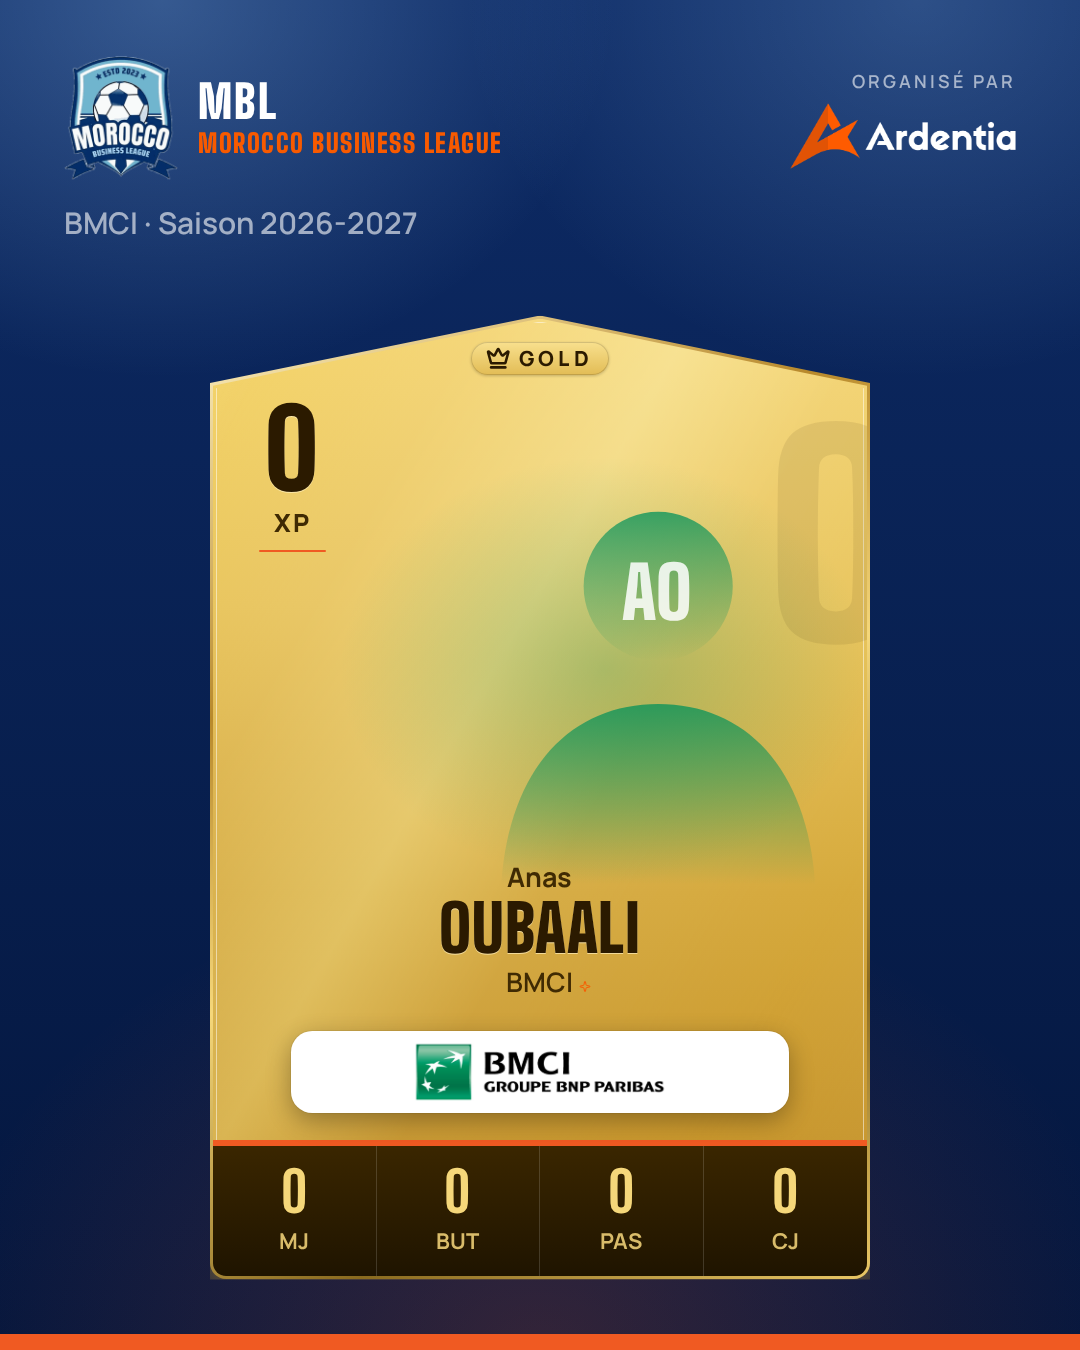 ESTD 2023
MOROCCO
BUSINESS LEAGUE
MBL
MOROCCO BUSINESS LEAGUE
ORGANISÉ PAR
Ardentia
BMCI · Saison 2026-2027
GOLD
0
XP
0
AO
Anas
OUBAALI
BMCI
BMCI
GROUPE BNP PARIBAS
0 0 0 0
MJ BUT PAS CJ